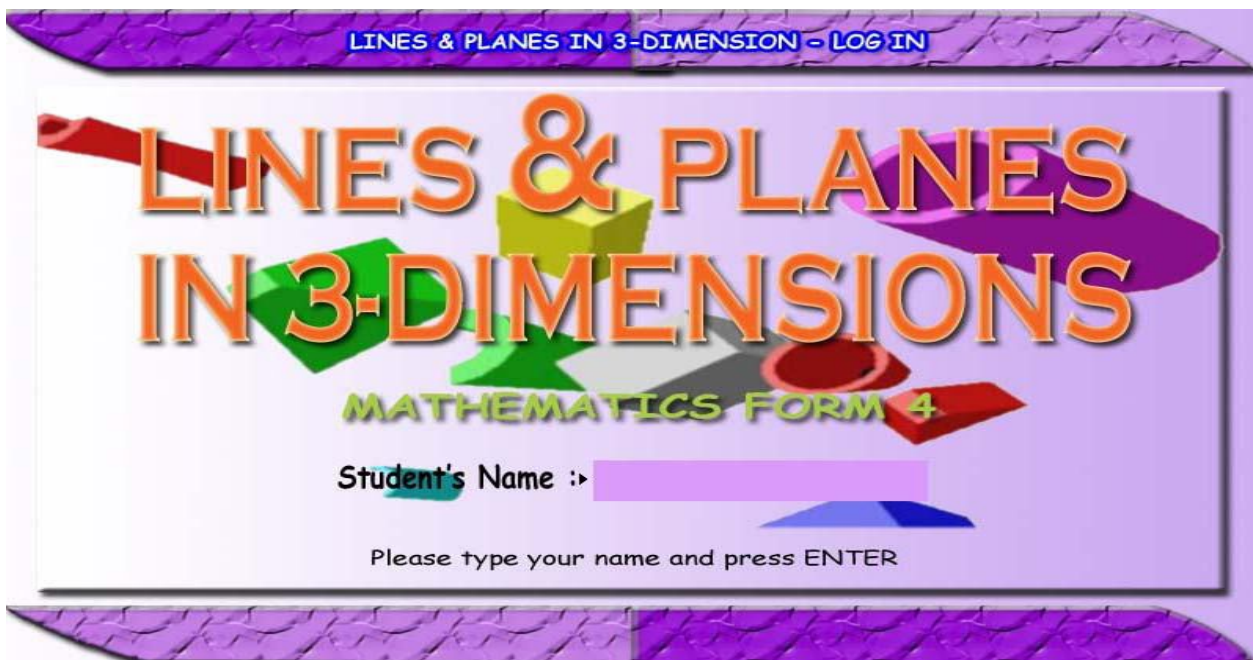 LINES & PLANES IN 3-DIMENSION - LOG IN
LINES & PLANES
IN 3-DIMENSIONS
MATHEMATICS FORM 4
Student's Name :
Please type your name and press ENTER